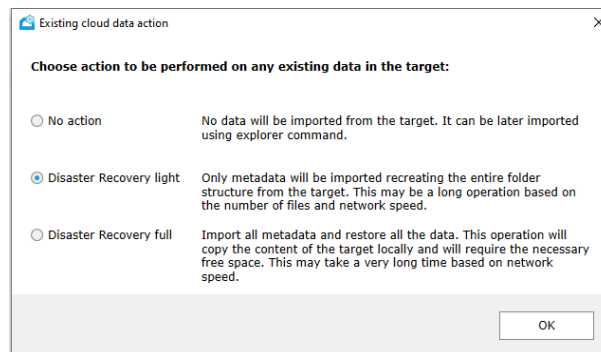 Existing cloud data action
Choose action to be performed on any existing data in the target:
No action
No data will be imported from the target. It can be later imported
using explorer command.
Disaster Recovery light
Only metadata will be imported recreating the entire folder
structure from the target. This may be a long operation based on
the number of files and network speed.
Disaster Recovery full
Import all metadata and restore all the data. This operation will
copy the content of the target locally and will require the necessary
free space. This may take a very long time based on network
speed.
OK